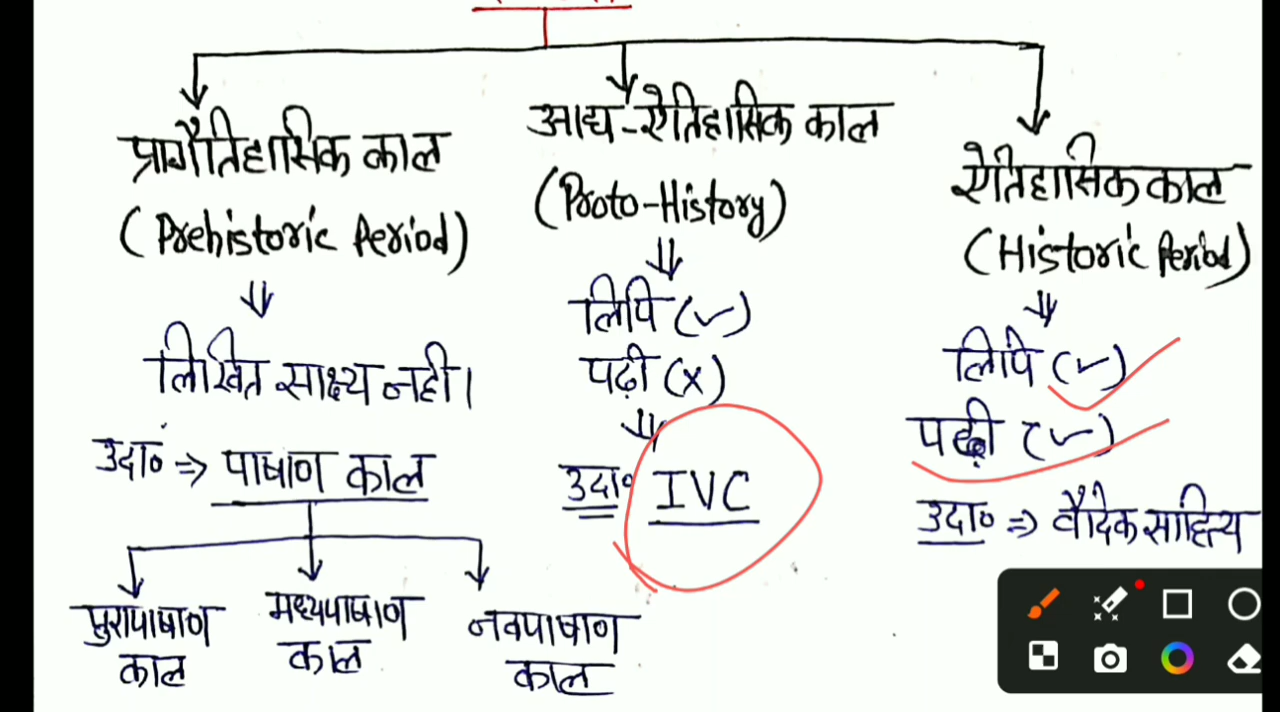 प्रागैतिहासिक काल
(Prehistoric Period)
लिखित साक्ष्य नही।
उदा० ⇒ पाषाण काल
पुरापाषाण
काल
मध्यपाषाण
काल
नवपाषाण
काल
आद्य-ऐतिहासिक काल
(Proto-History)
लिपि (✓)
पढ़ी (x)
उदा० IVC
ऐतिहासिक काल
(Historic Period)
लिपि (✓)
पढ़ी (✓)
उदा० ⇒ वैदिक साहित्य